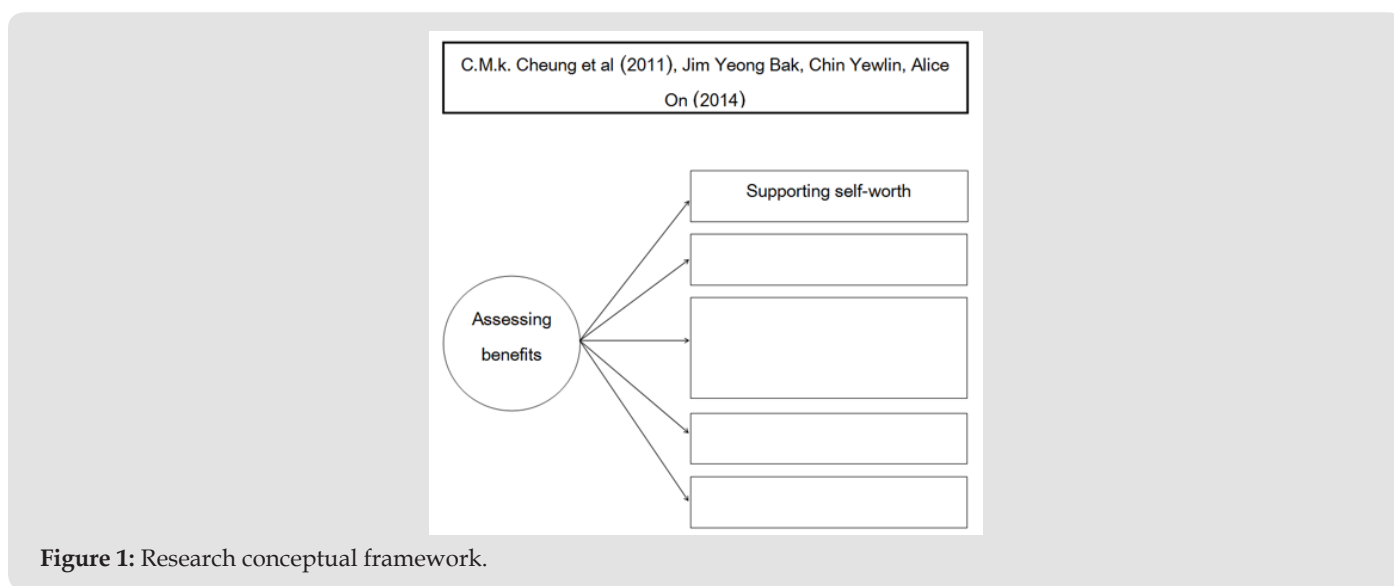 C.M.k. Cheung et al (2011), Jim Yeong Bak, Chin Yewlin, Alice
On (2014)
Supporting self-worth
Assessing
benefits
Figure 1: Research conceptual framework.